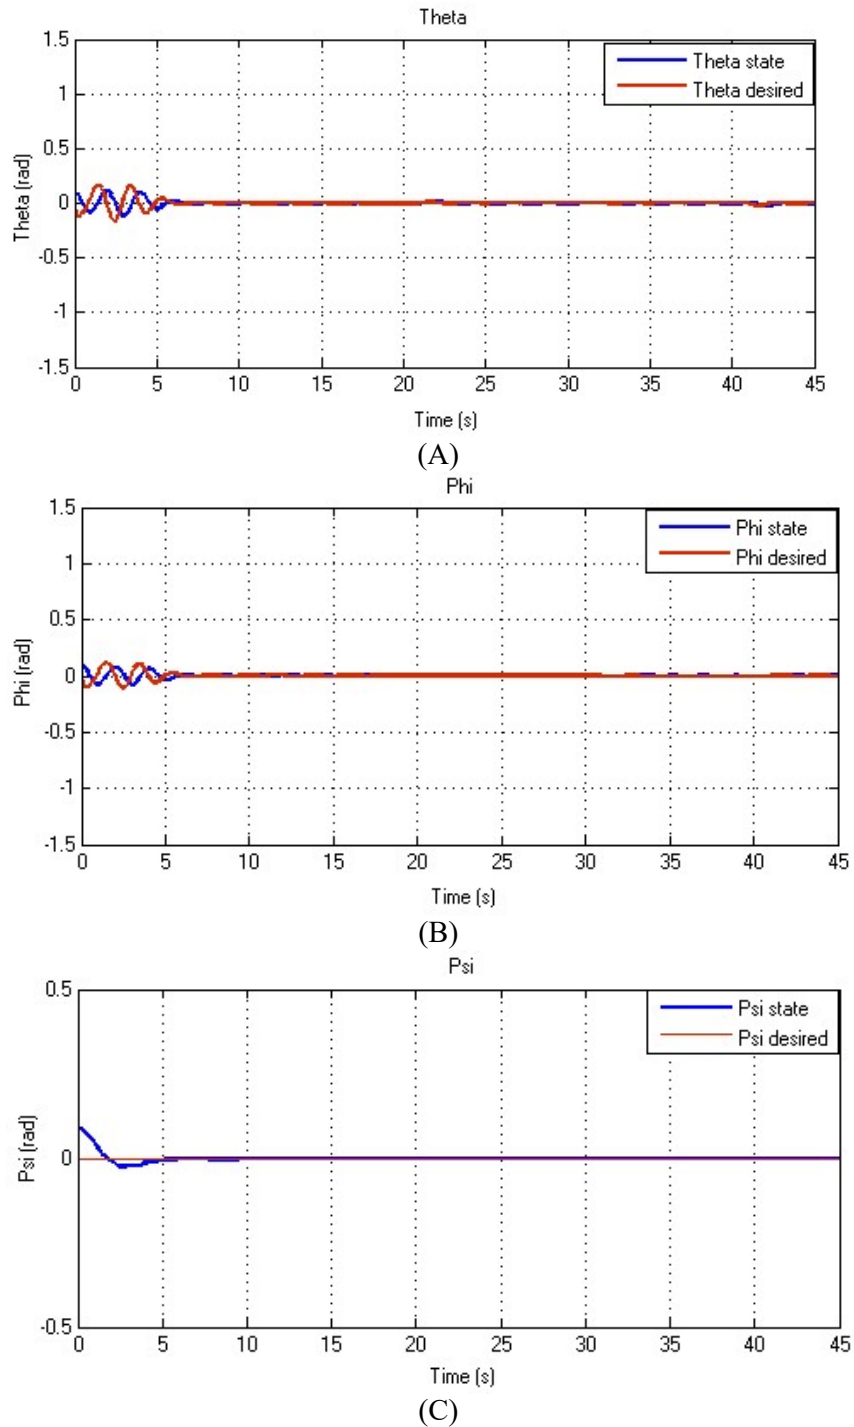 Theta
1.5
1
0.5
0
-0.5
-1
-1.5
Theta (rad)
Theta state
Theta desired
0 5 10 15 20 25 30 35 40 45
Time (s)
(A)
Phi
1.5
1
0.5
0
-0.5
-1
-1.5
Phi (rad)
Phi state
Phi desired
0 5 10 15 20 25 30 35 40 45
Time (s)
(B)
Psi
0.5
0
-0.5
Psi (rad)
Psi state
Psi desired
0 5 10 15 20 25 30 35 40 45
Time (s)
(C)